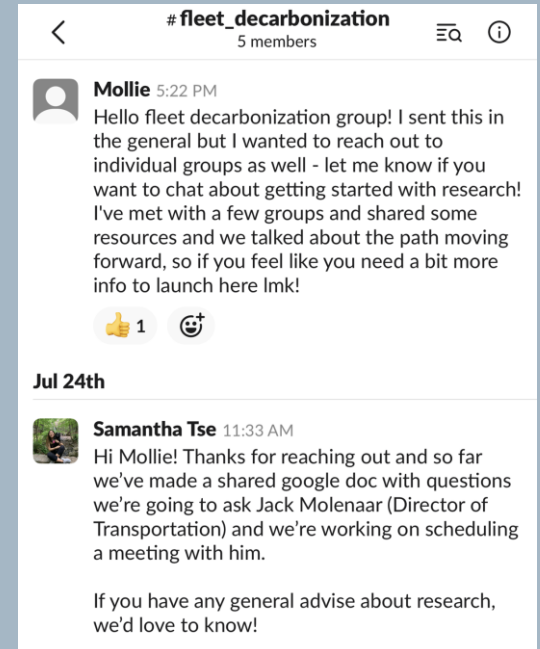 #fleet_decarbonization
5 members
Mollie 5:22 PM
Hello fleet decarbonization group! I sent this in
the general but I wanted to reach out to
individual groups as well - let me know if you
want to chat about getting started with research!
I've met with a few groups and shared some
resources and we talked about the path moving
forward, so if you feel like you need a bit more
info to launch here lmk!
1
Jul 24th
Samantha Tse 11:33 AM
Hi Mollie! Thanks for reaching out and so far
we've made a shared google doc with questions
we're going to ask Jack Molenaar (Director of
Transportation) and we're working on scheduling
a meeting with him.
If you have any general advise about research,
we'd love to know!